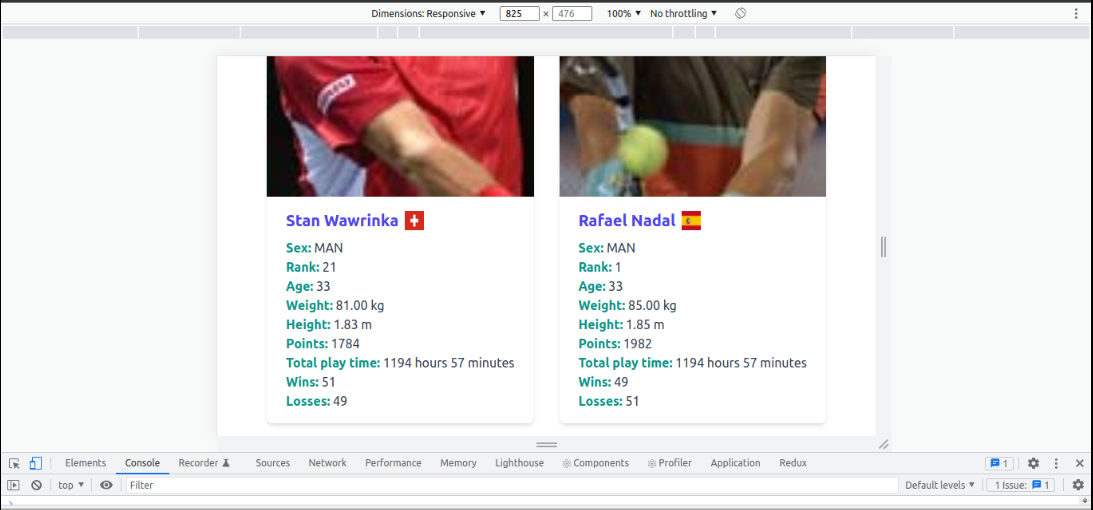 Dimensions: Responsive ▼ 825 × 476 100% ▼ No throttling ▼
Stan Wawrinka
Sex: MAN
Rank: 21
Age: 33
Weight: 81.00 kg
Height: 1.83 m
Points: 1784
Total play time: 1194 hours 57 minutes
Wins: 51
Losses: 49
Rafael Nadal
Sex: MAN
Rank: 1
Age: 33
Weight: 85.00 kg
Height: 1.85 m
Points: 1982
Total play time: 1194 hours 57 minutes
Wins: 49
Losses: 51
Elements Console Recorder Sources Network Performance Memory Lighthouse Components Profiler Application Redux 1
top ▼ Filter Default levels ▼ 1 Issue: 1